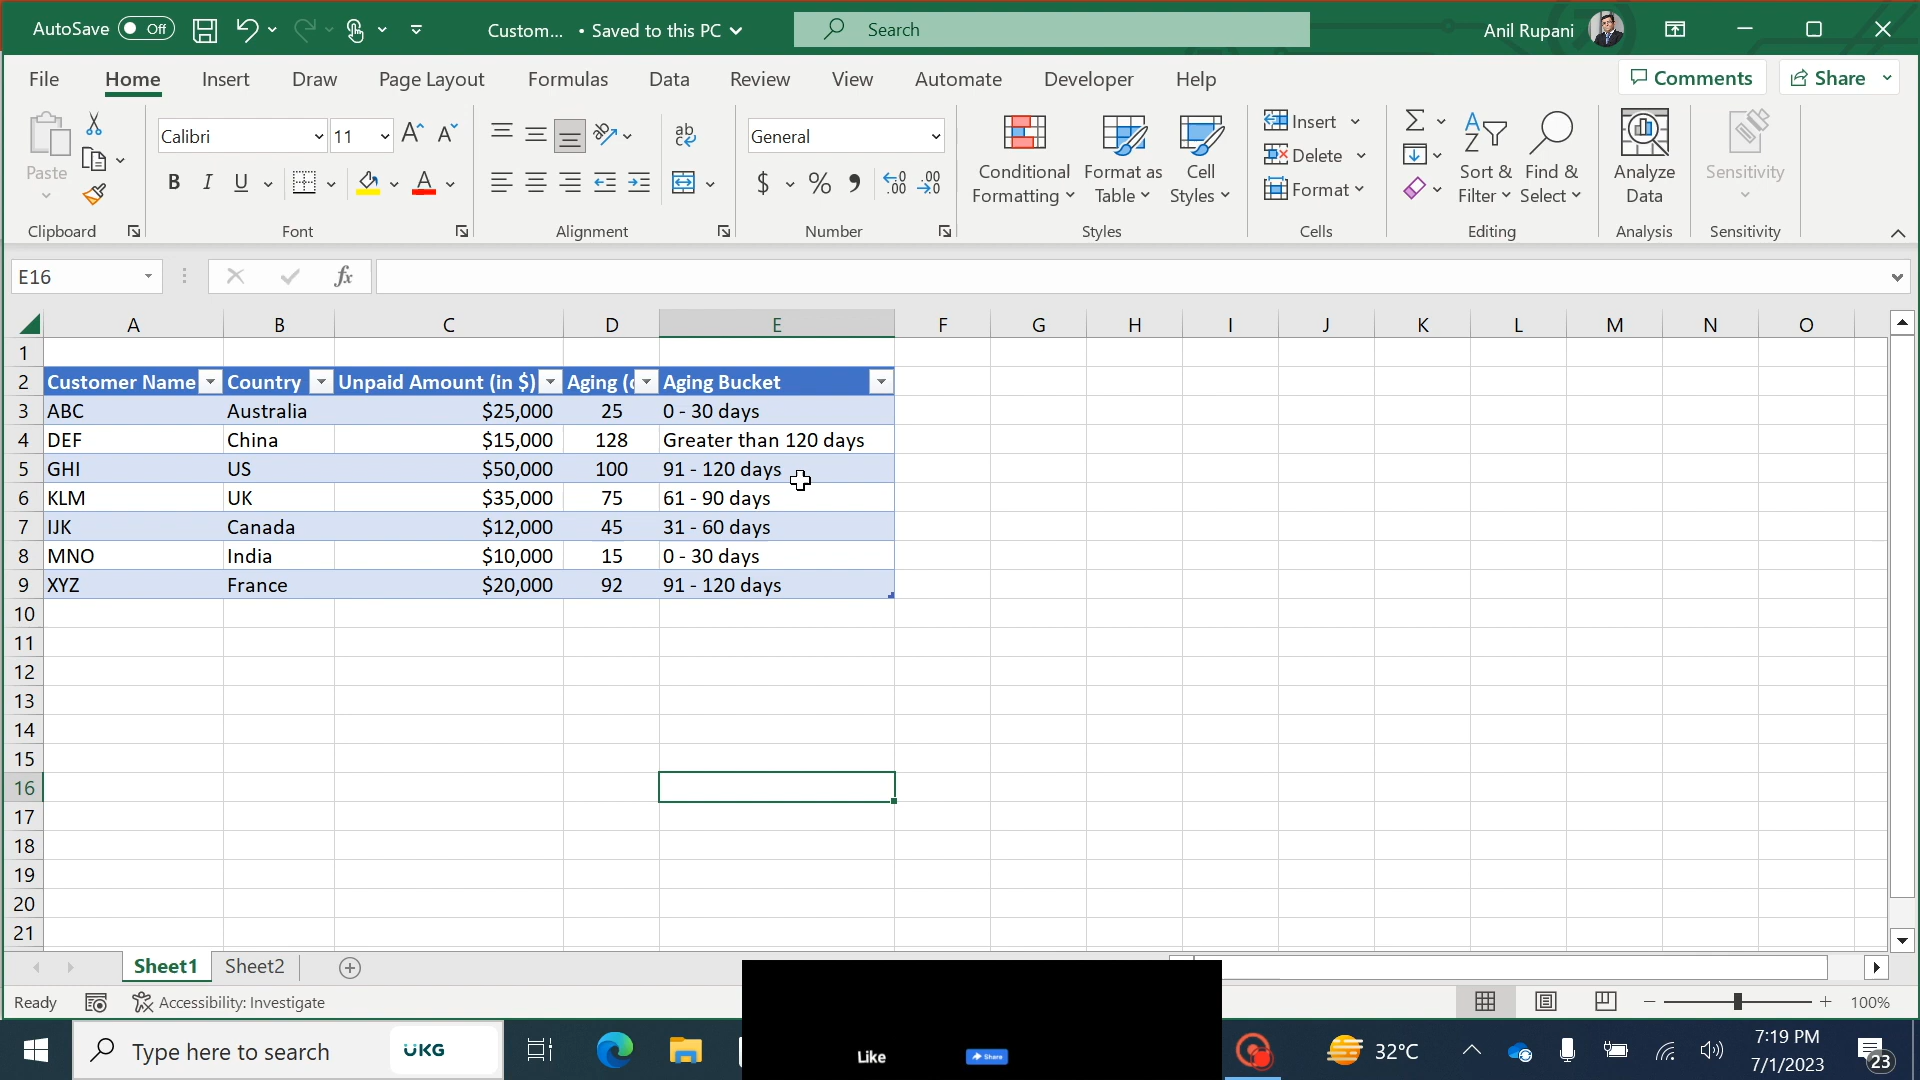 AutoSave Off Custom... • Saved to this PC Search Anil Rupani
File Home Insert Draw Page Layout Formulas Data Review View Automate Developer Help Comments Share
Paste Calibri 11 General Conditional Formatting Format as Table Cell Styles Insert Delete Format Sort & Filter Find & Select Analyze Data Sensitivity
Clipboard Font Alignment Number Styles Cells Editing Analysis Sensitivity
E16 fx
A B C D E F G H I J K L M N O
1
2 Customer Name Country Unpaid Amount (in $) Aging ( Aging Bucket
3 ABC Australia $25,000 25 0 - 30 days
4 DEF China $15,000 128 Greater than 120 days
5 GHI US $50,000 100 91 - 120 days
6 KLM UK $35,000 75 61 - 90 days
7 IJK Canada $12,000 45 31 - 60 days
8 MNO India $10,000 15 0 - 30 days
9 XYZ France $20,000 92 91 - 120 days
10
11
12
13
14
15
16
17
18
19
20
21
Sheet1 Sheet2
Ready Accessibility: Investigate 100%
Type here to search UKG Like Share 32°C 7:19 PM
7/1/2023 23